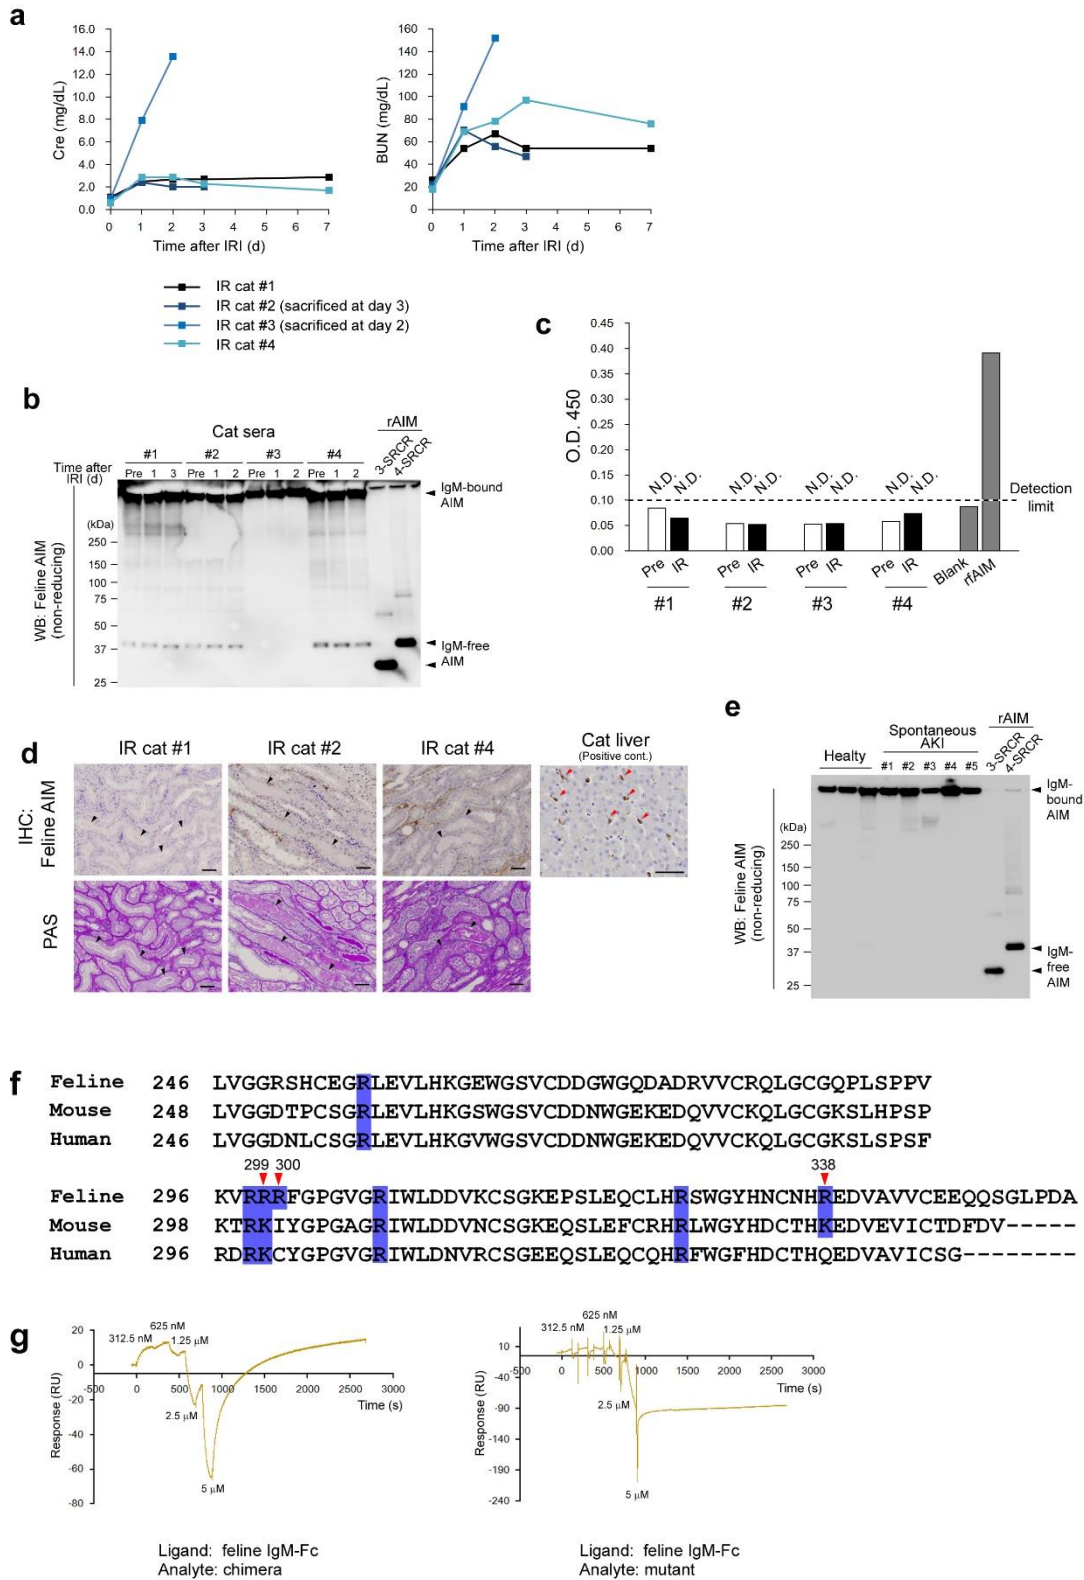 a
16.0
14.0
12.0
10.0
8.0
6.0
4.0
2.0
0.0
Cre (mg/dL)
0 1 2 3 4 5 6 7
Time after IRI (d)
160
140
120
100
80
60
40
20
0
BUN (mg/dL)
0 1 2 3 4 5 6 7
Time after IRI (d)
IR cat #1
IR cat #2 (sacrificed at day 3)
IR cat #3 (sacrificed at day 2)
IR cat #4
b
Cat sera
rAIM
#1 #2 #3 #4
3-SRCR
4-SRCR
Time after IRI (d)
Pre 1 3 Pre 1 2 Pre 1 2 Pre 1 2
(kDa)
250
150
100
75
50
37
25
WB: Feline AIM
(non-reducing)
IgM-bound
AIM
IgM-free
AIM
c
0.45
0.40
0.35
0.30
0.25
0.20
0.15
0.10
0.05
0.00
O.D. 450
N.D. N.D. N.D. N.D. N.D. N.D. N.D. N.D.
Detection
limit
Pre IR Pre IR Pre IR Pre IR Blank rfAIM
#1 #2 #3 #4
d
IR cat #1
IR cat #2
IR cat #4
Cat liver
(Positive cont.)
IHC:
Feline AIM
PAS
e
Spontaneous
AKI
rAIM
Healty
#1 #2 #3 #4 #5
3-SRCR
4-SRCR
(kDa)
250
150
100
75
50
37
25
WB: Feline AIM
(non-reducing)
IgM-
bound
AIM
IgM-
free
AIM
f
Feline 246 LVGGRSHCEGRLEVLHKGEWGSVCDDGWGQDADRVVCRQLGCGQPLSPPV
Mouse 248 LVGGDTPCSGRLEVLHKGSWGSVCDDNWGEKEDQVVCKQLGCGKSLHPSP
Human 246 LVGGDNLCSGRLEVLHKGVWGSVCDDNWGEKEDQVVCKQLGCGKSLSPSF
299 300 338
Feline 296 KVRRRFGPGVGRIWLDDVKCSGKEPSLEQCLHRSWGYHNCNHREDVAVVCEEQQSGLPDA
Mouse 298 KTRKIYGPGAGRIWLDDVNCSGKEQSLEFCRHRLWGYHDCTHKEDVEVICTDFDV-----
Human 296 RDRKCYGPGVGRIWLDNVRCSGEEQSLEQCQHRFWGFHDCTHQEDVAVICSG--------
g
20
0
-20
-40
-60
-80
Response (RU)
312.5 nM
625 nM
1.25 µM
2.5 µM
5 µM
-500 0 500 1000 1500 2000 2500 3000
Time (s)
Ligand: feline IgM-Fc
Analyte: chimera
10
-40
-90
-140
-190
-240
Response (RU)
312.5 nM
625 nM
1.25 µM
2.5 µM
5 µM
-500 0 500 1000 1500 2000 2500 3000
Time (s)
Ligand: feline IgM-Fc
Analyte: mutant